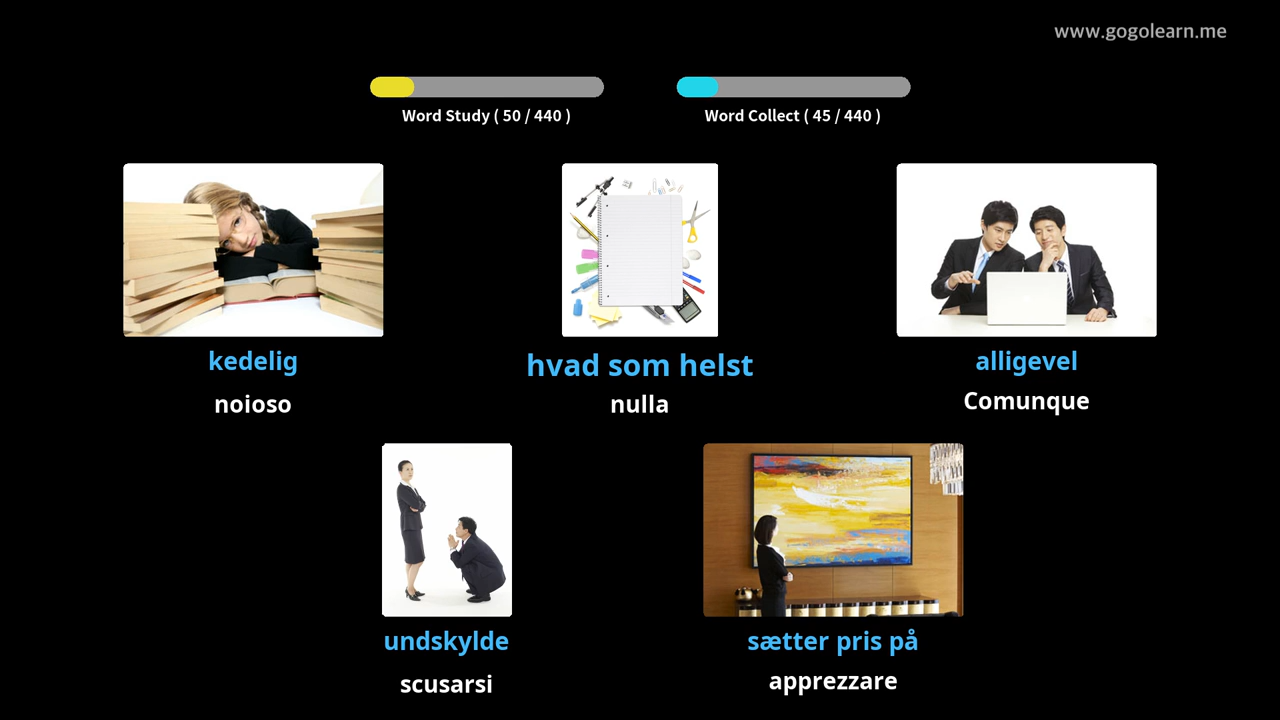 www.gogolearn.me
Word Study ( 50 / 440 )
Word Collect ( 45 / 440 )
kedelig
noioso
hvad som helst
nulla
alligevel
Comunque
undskylde
scusarsi
sætter pris på
apprezzare